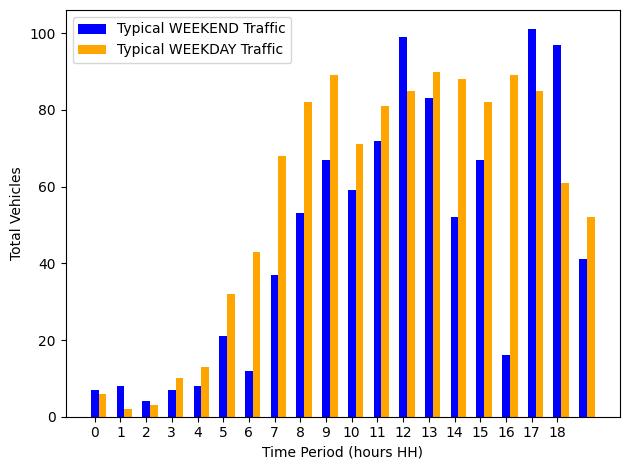 Typical WEEKEND Traffic
Typical WEEKDAY Traffic
100
80
60
40
20
0
Total Vehicles
0 1 2 3 4 5 6 7 8 9 10 11 12 13 14 15 16 17 18
Time Period (hours HH)